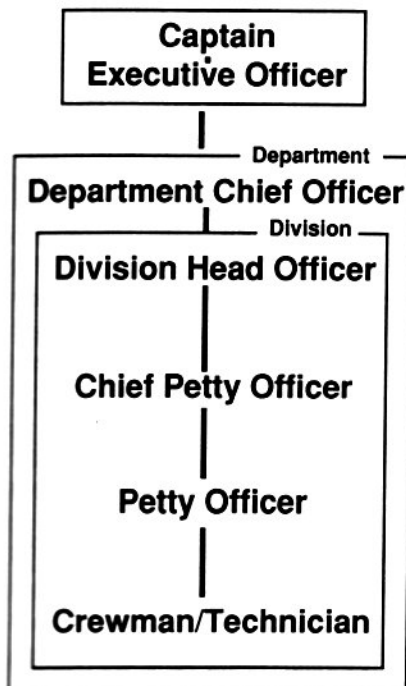 Captain
Executive Officer
Department
Department Chief Officer
Division
Division Head Officer
Chief Petty Officer
Petty Officer
Crewman/Technician